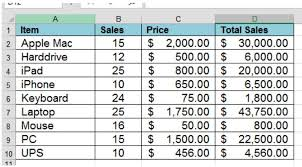 A B C D
1 Item Sales Price Total Sales
2 Apple Mac 15 $ 2,000.00 $ 30,000.00
3 Harddrive 12 $ 500.00 $ 6,000.00
4 iPad 25 $ 800.00 $ 20,000.00
5 iPhone 10 $ 650.00 $ 6,500.00
6 Keyboard 24 $ 75.00 $ 1,800.00
7 Laptop 25 $ 1,750.00 $ 43,750.00
8 Mouse 16 $ 50.00 $ 800.00
9 PC 15 $ 1,500.00 $ 22,500.00
10 UPS 10 $ 456.00 $ 4,560.00